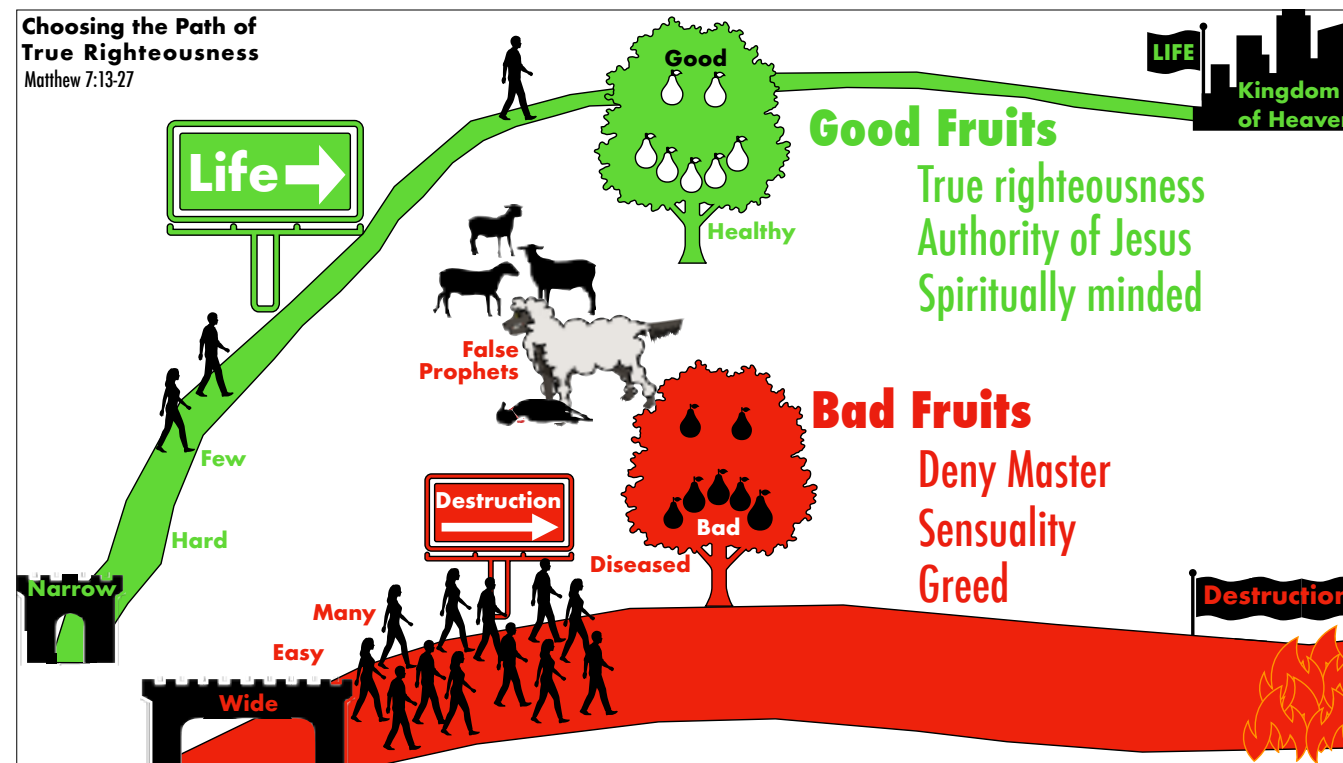 Choosing the Path of
True Righteousness
Matthew 7:13-27
Good
LIFE
Kingdom
of Heaven
Good Fruits
Life
True righteousness
Authority of Jesus
Spiritually minded
Healthy
False
Prophets
Bad Fruits
Few
Deny Master
Destruction
Sensuality
Bad
Hard
Diseased
Greed
Narrow
Destruction
Many
Easy
Wide